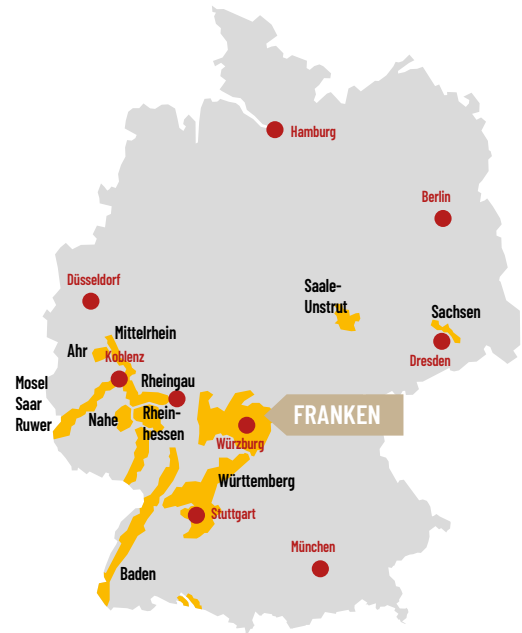 Hamburg
Berlin
Düsseldorf
Saale-
Unstrut
Sachsen
Mittelrhein
Ahr
Koblenz
Dresden
Mosel
Saar
Ruwer
Rheingau
Nahe
Rhein-
hessen
FRANKEN
Würzburg
Württemberg
Stuttgart
München
Baden